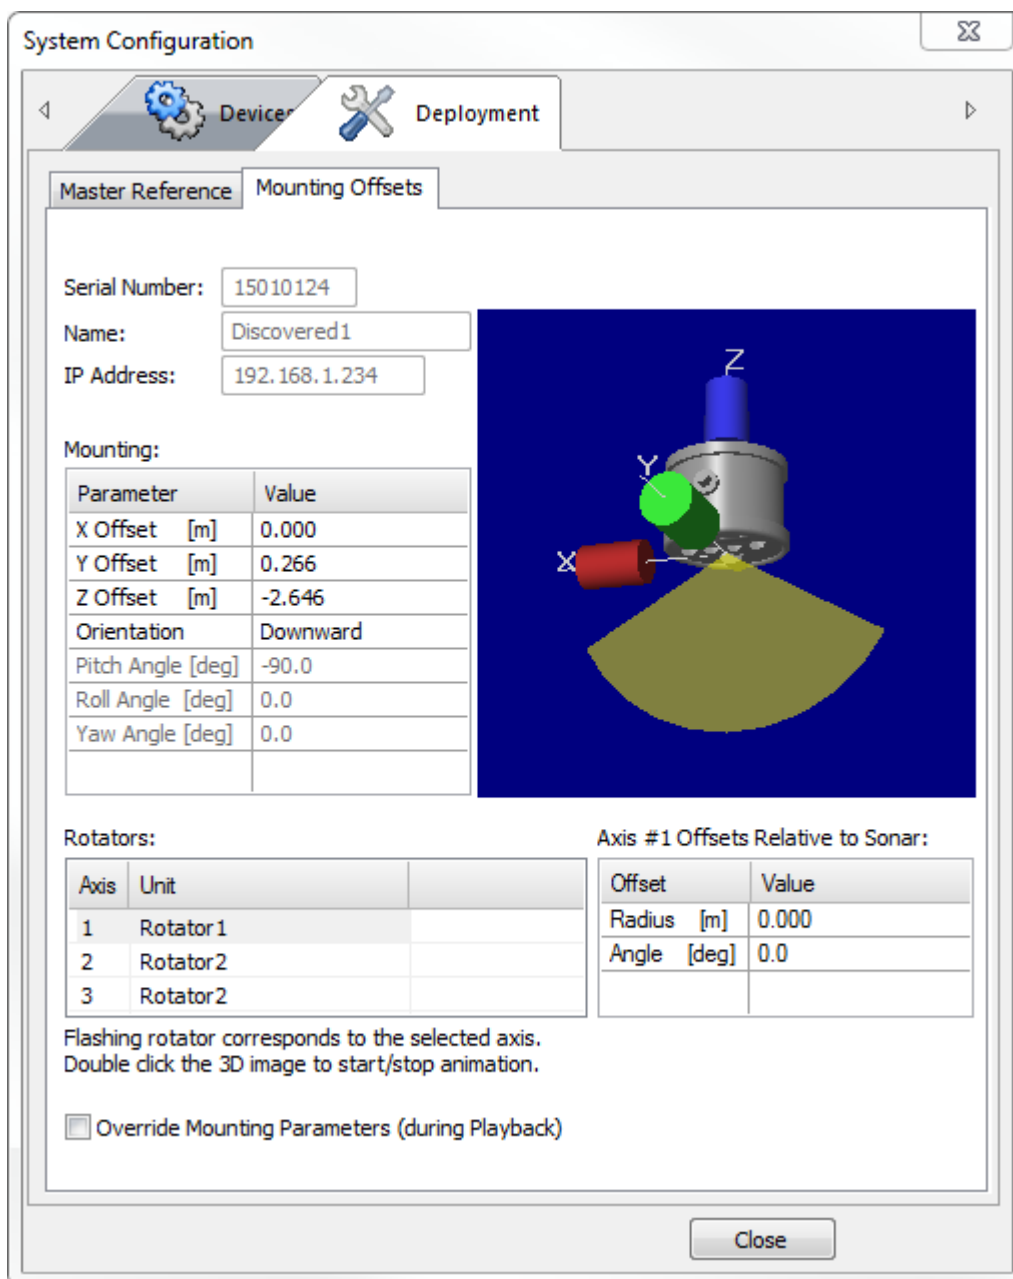 System Configuration
Devices
Deployment
Master Reference
Mounting Offsets
Serial Number: 15010124
Name: Discovered1
IP Address: 192.168.1.234
Mounting:
Parameter Value
X Offset [m] 0.000
Y Offset [m] 0.266
Z Offset [m] -2.646
Orientation Downward
Pitch Angle [deg] -90.0
Roll Angle [deg] 0.0
Yaw Angle [deg] 0.0
Z
Y
X
Rotators:
Axis Unit
1 Rotator1
2 Rotator2
3 Rotator2
Axis #1 Offsets Relative to Sonar:
Offset Value
Radius [m] 0.000
Angle [deg] 0.0
Flashing rotator corresponds to the selected axis.
Double click the 3D image to start/stop animation.
Override Mounting Parameters (during Playback)
Close